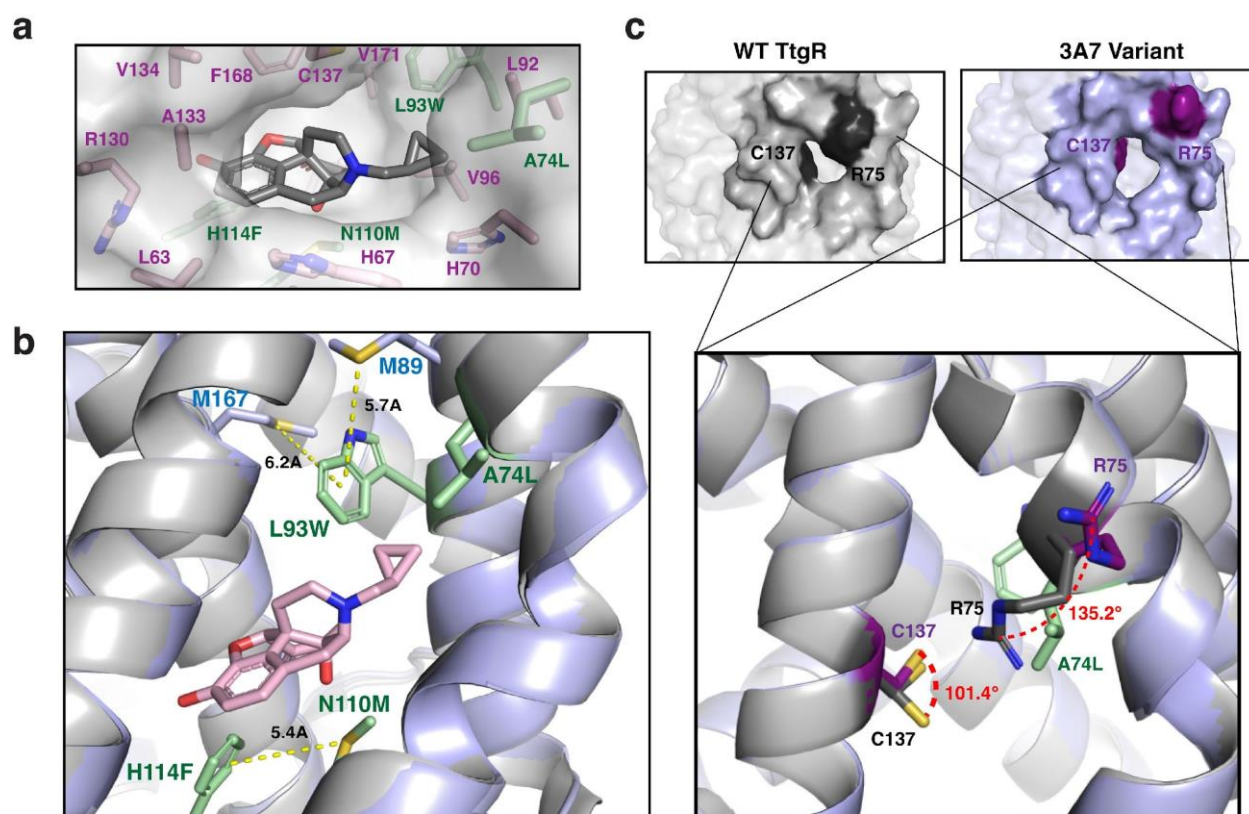 a
V134
F168
C137
V171
L92
L93W
A133
R130
A74L
V96
H114F
N110M
L63
H67
H70
b
M89
M167
5.7A
6.2A
A74L
L93W
N110M
5.4A
H114F
c
WT TtgR
3A7 Variant
C137
R75
C137
R75
R75
R75
135.2°
C137
A74L
101.4°
C137